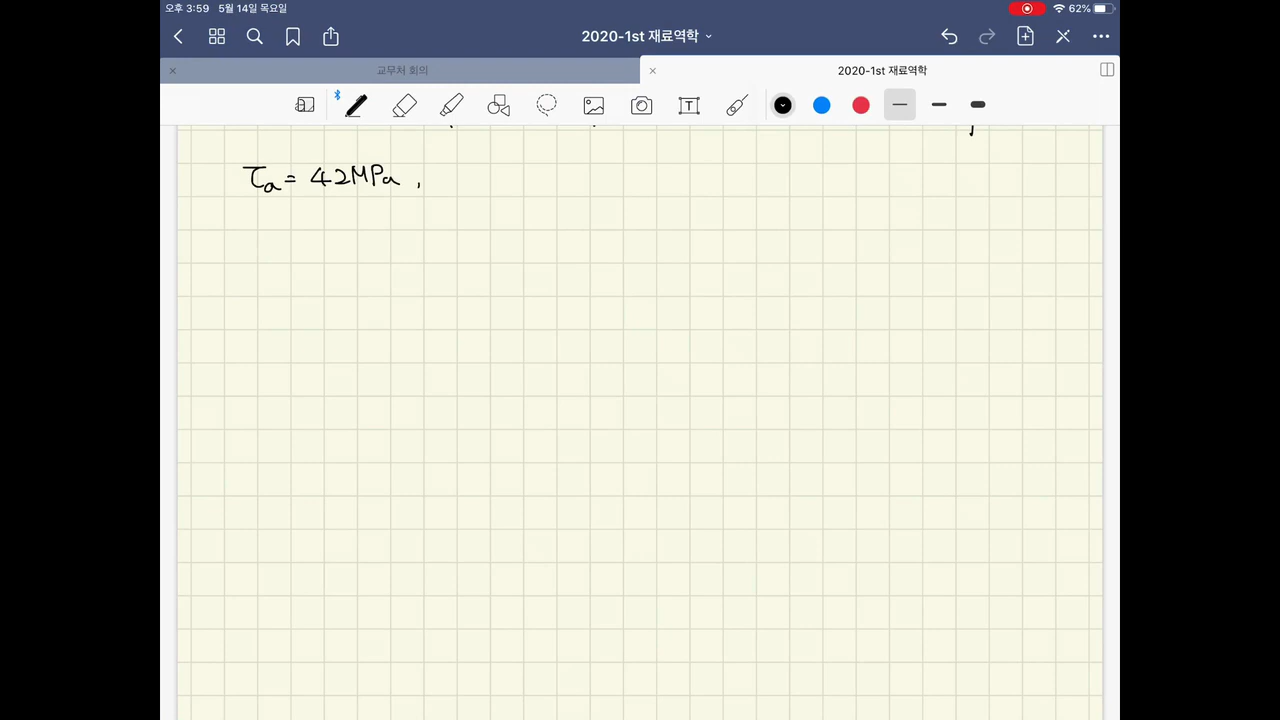 오후 3:59 5월 14일 목요일 62%
2020-1st 재료역학
교무처 회의 2020-1st 재료역학
T
τa = 42MPa ,